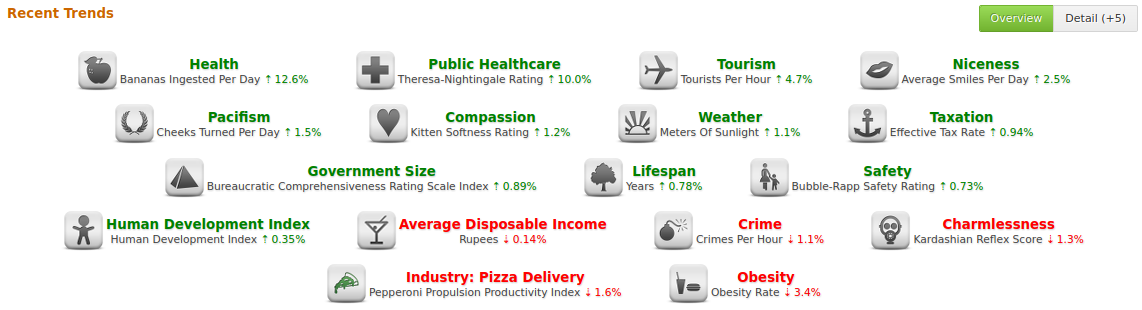 Recent Trends
Overview
Detail (+5)
Health
Bananas Ingested Per Day ↑ 12.6%
Public Healthcare
Theresa-Nightingale Rating ↑ 10.0%
Tourism
Tourists Per Hour ↑ 4.7%
Niceness
Average Smiles Per Day ↑ 2.5%
Pacifism
Cheeks Turned Per Day ↑ 1.5%
Compassion
Kitten Softness Rating ↑ 1.2%
Weather
Meters Of Sunlight ↑ 1.1%
Taxation
Effective Tax Rate ↑ 0.94%
Government Size
Bureaucratic Comprehensiveness Rating Scale Index ↑ 0.89%
Lifespan
Years ↑ 0.78%
Safety
Bubble-Rapp Safety Rating ↑ 0.73%
Human Development Index
Human Development Index ↑ 0.35%
Average Disposable Income
Rupees ↓ 0.14%
Crime
Crimes Per Hour ↓ 1.1%
Charmlessness
Kardashian Reflex Score ↓ 1.3%
Industry: Pizza Delivery
Pepperoni Propulsion Productivity Index ↓ 1.6%
Obesity
Obesity Rate ↓ 3.4%